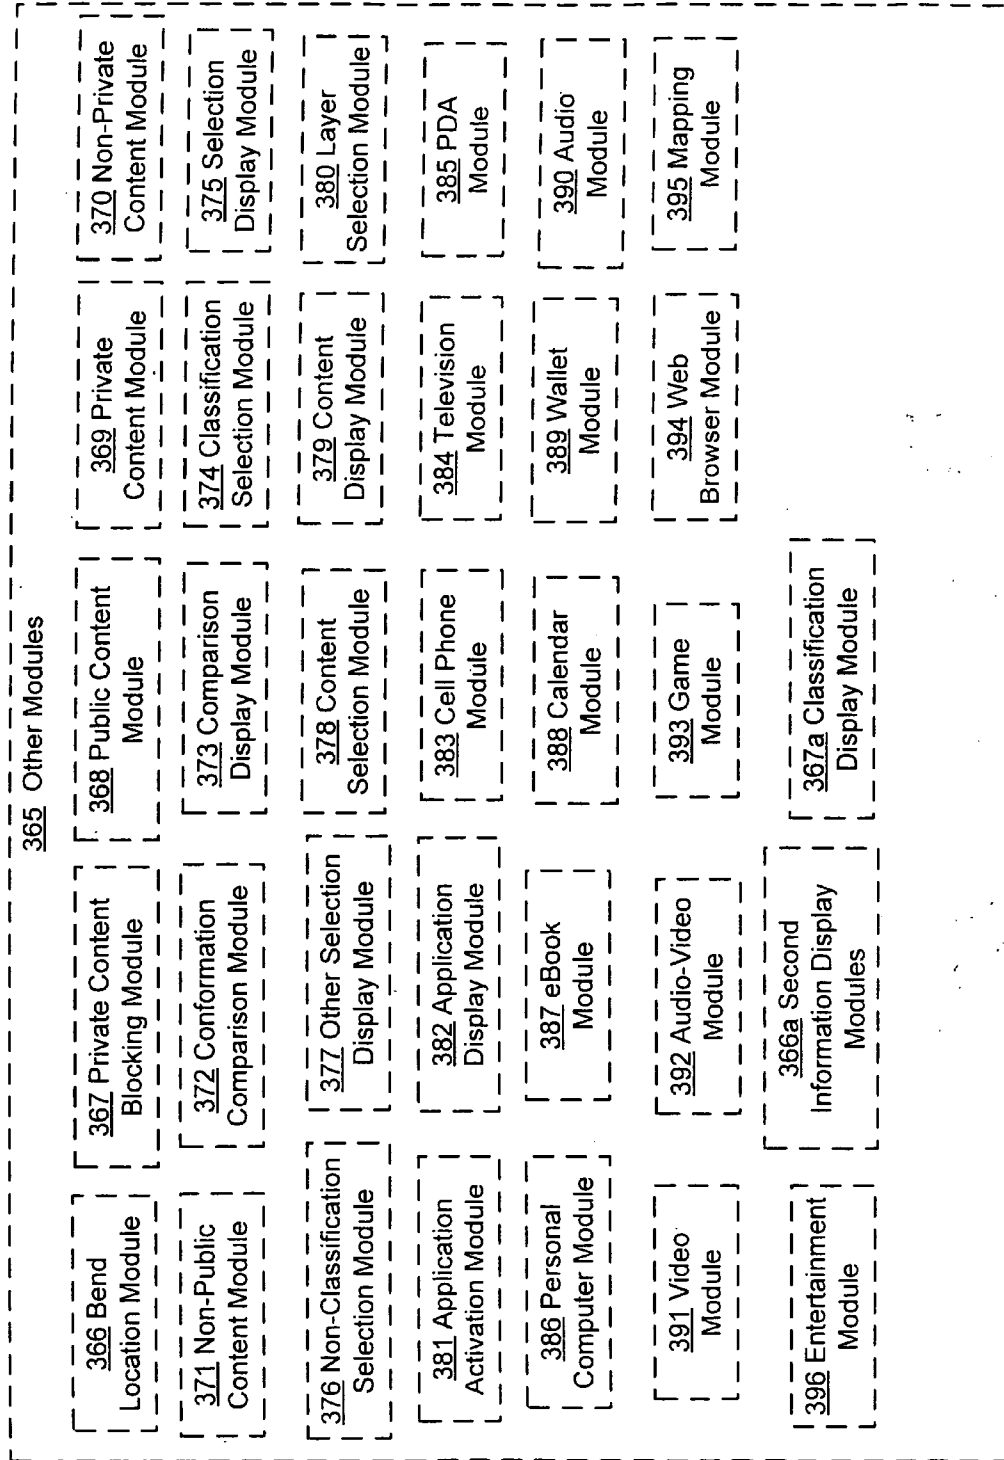 365 Other Modules
366 Bend
Location Module
367 Private Content
Blocking Module
368 Public Content
Module
369 Private
Content Module
370 Non-Private
Content Module
371 Non-Public
Content Module
372 Conformation
Comparison Module
373 Comparison
Display Module
374 Classification
Selection Module
375 Selection
Display Module
376 Non-Classification
Selection Module
377 Other Selection
Display Module
378 Content
Selection Module
379 Content
Display Module
380 Layer
Selection Module
381 Application
Activation Module
382 Application
Display Module
383 Cell Phone
Module
384 Television
Module
385 PDA
Module
386 Personal
Computer Module
387 eBook
Module
388 Calendar
Module
389 Wallet
Module
390 Audio
Module
391 Video
Module
392 Audio-Video
Module
393 Game
Module
394 Web
Browser Module
395 Mapping
Module
396 Entertainment
Module
366a Second
Information Display
Modules
367a Classification
Display Module